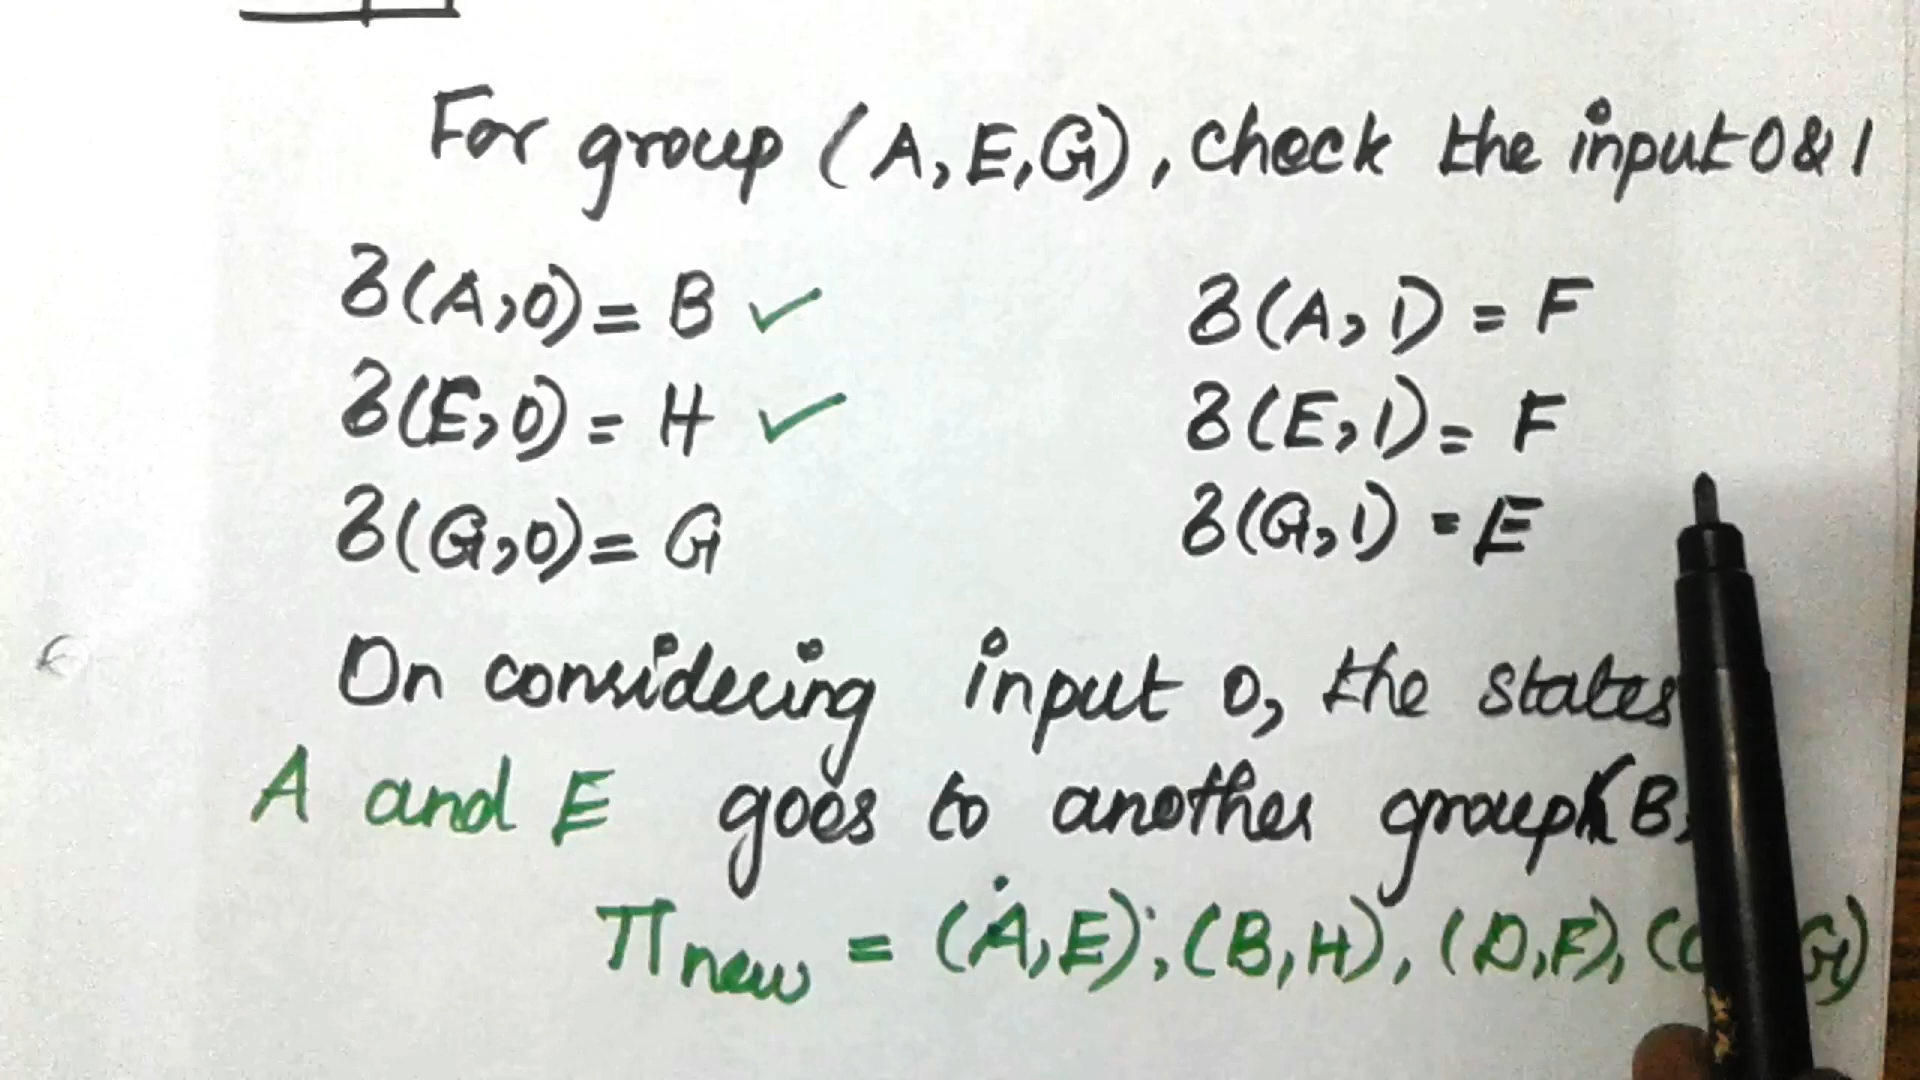 For group (A,E,G), check the input 0 & 1
δ(A,0) = B ✓ δ(A,1) = F
δ(E,0) = H ✓ δ(E,1) = F
δ(G,0) = G δ(G,1) = E
On considering input 0, the states
A and E goes to another group (B,
π new = (A,E), (B,H), (D,F), (C G)